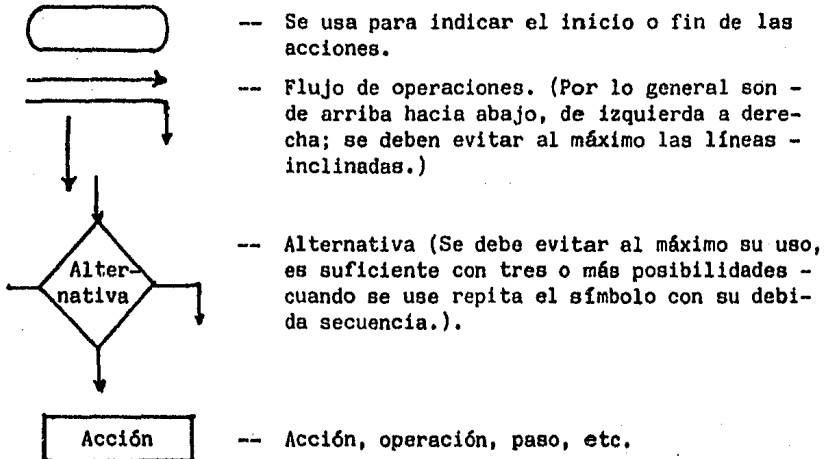 -- Se usa para indicar el inicio o fin de las
acciones.
-- Flujo de operaciones. (Por lo general son -
de arriba hacia abajo, de izquierda a dere-
cha; se deben evitar al máximo las líneas -
inclinadas.)
Alter-
nativa
-- Alternativa (Se debe evitar al máximo su uso,
es suficiente con tres o más posibilidades -
cuando se use repita el símbolo con su debi-
da secuencia.).
Acción
-- Acción, operación, paso, etc.